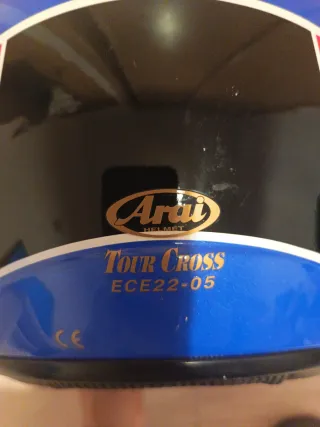 Arai
HELMET
TOUR CROSS
ECE22-05
CE